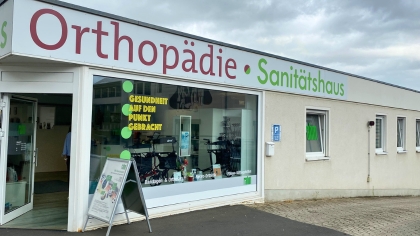 Orthopädie • Sanitätshaus
GESUNDHEIT
AUF DEN
PUNKT
GEBRACHT
P